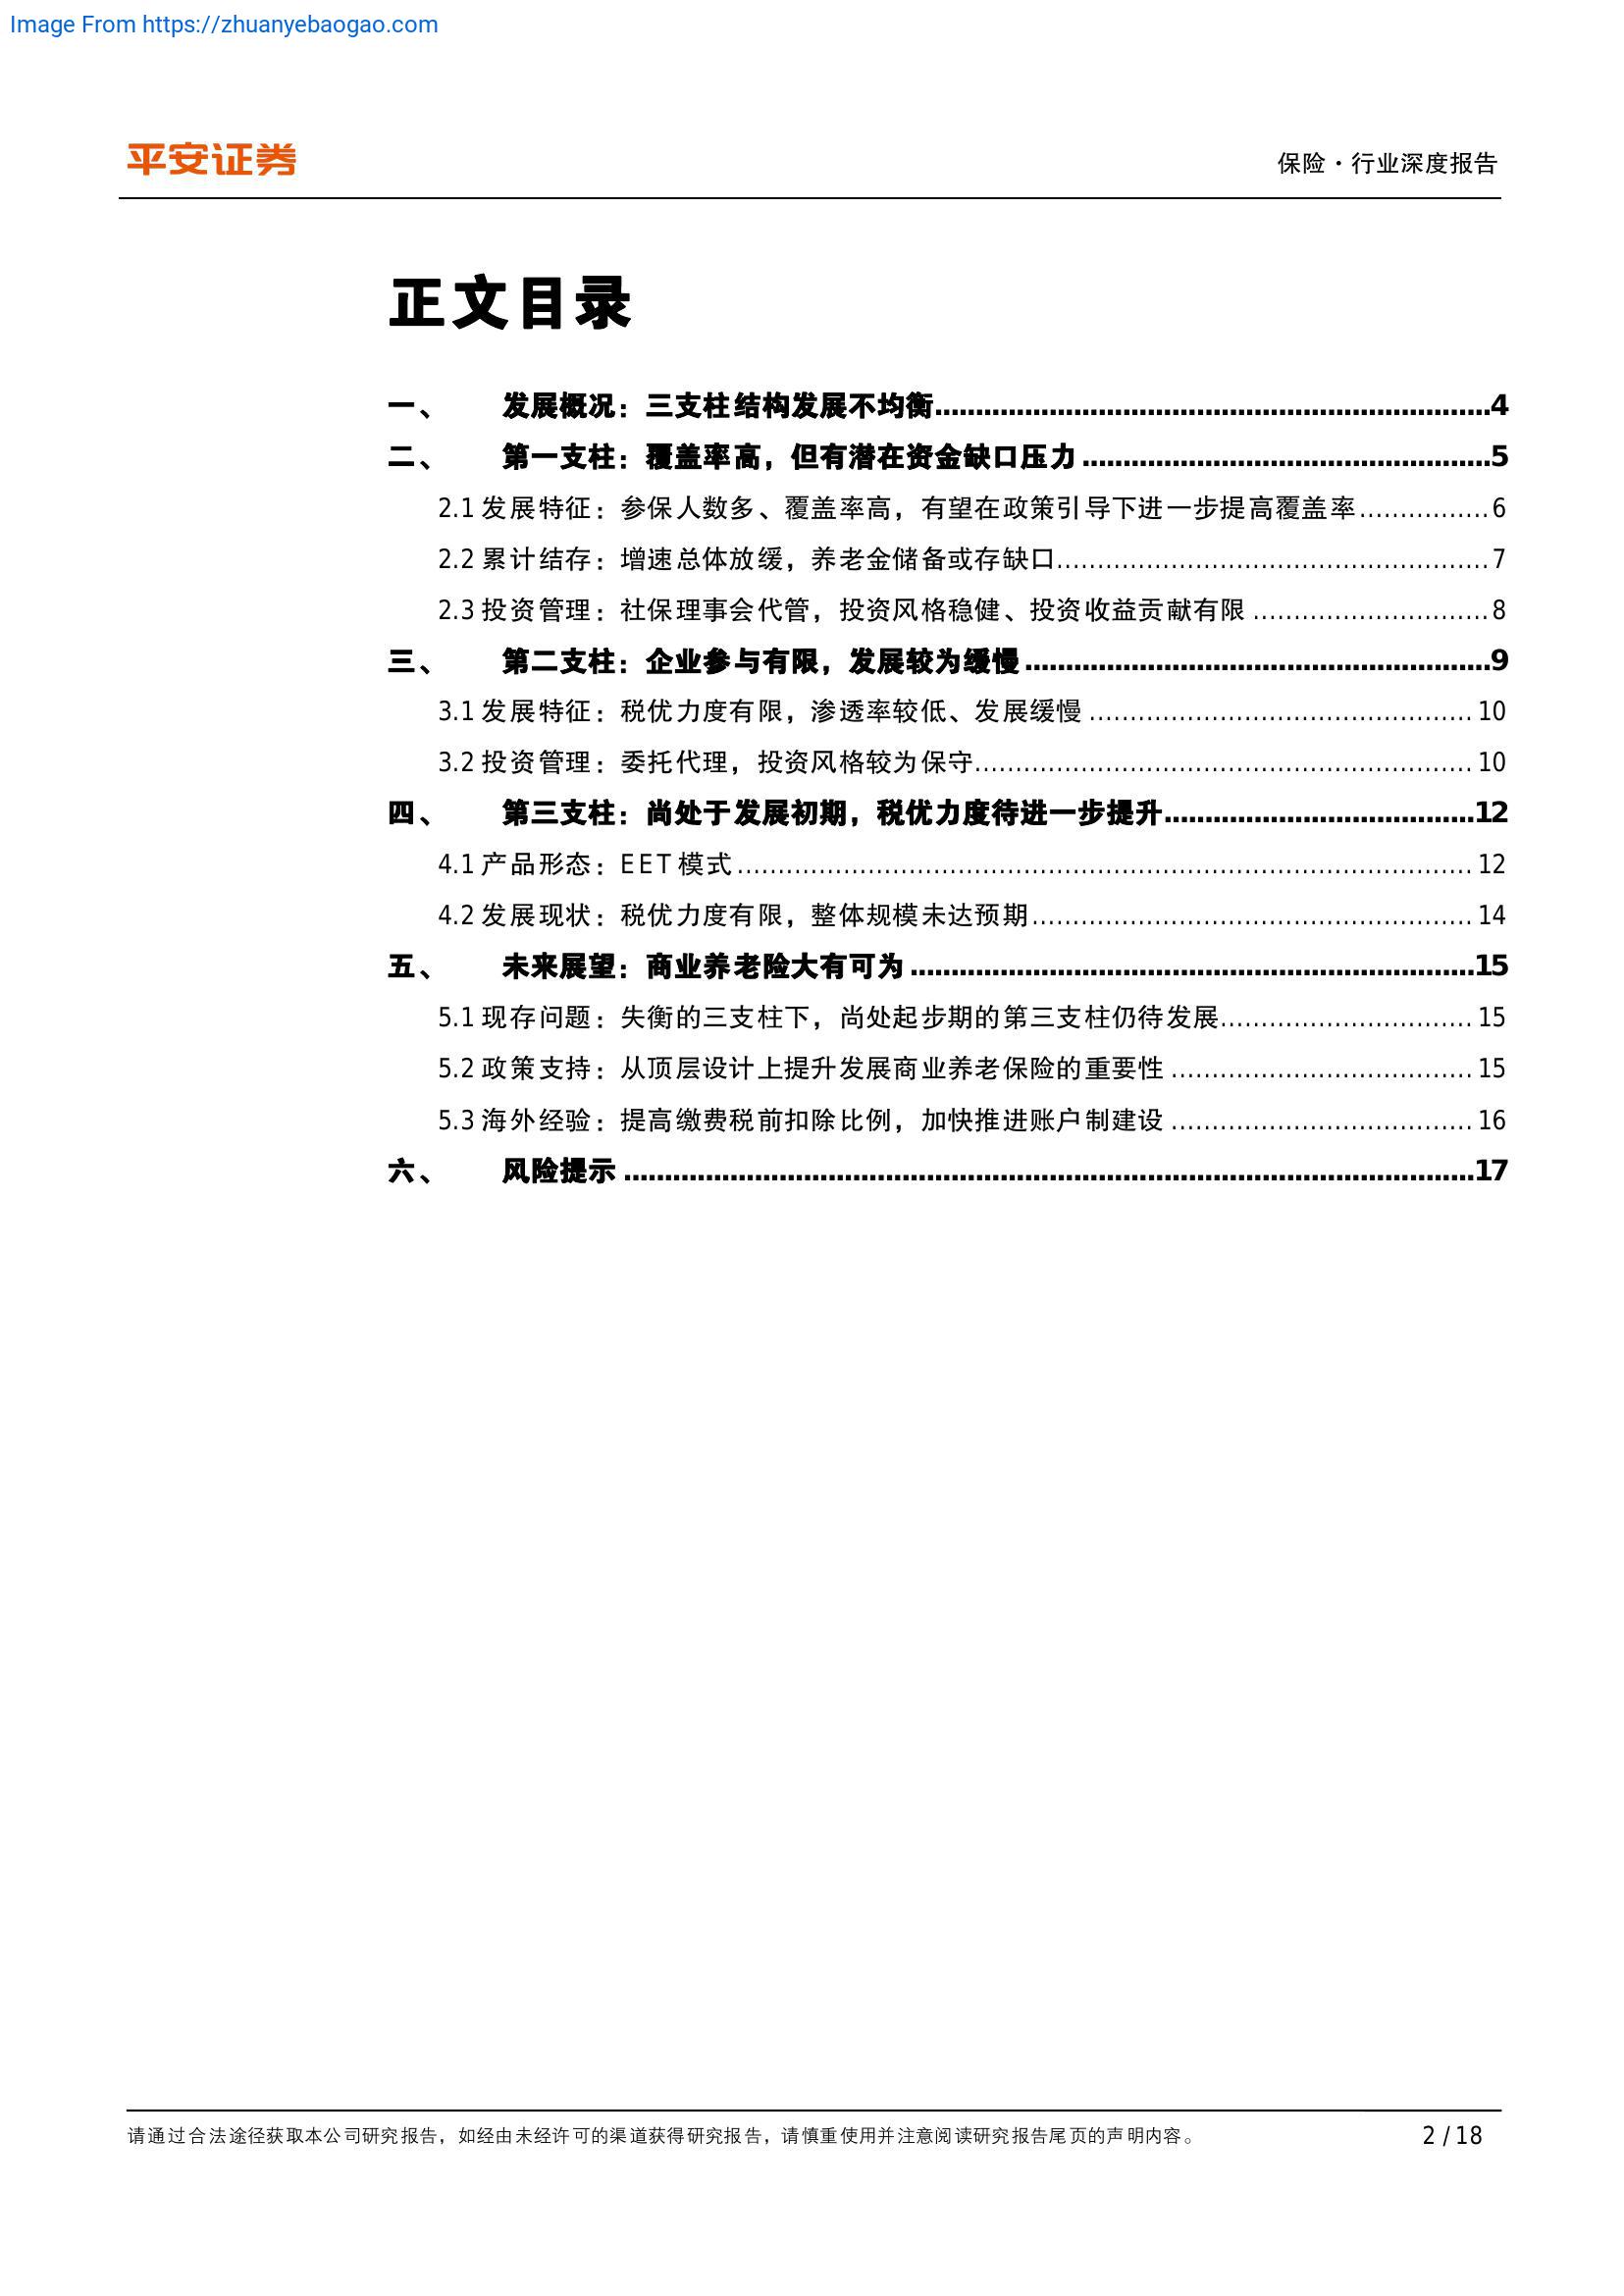 Image From https://zhuanyebaogao.com
平安证券
保险·行业深度报告
正文目录
一、 发展概况：三支柱结构发展不均衡....................................................................4
二、 第一支柱：覆盖率高，但有潜在资金缺口压力..................................................5
2.1 发展特征：参保人数多、覆盖率高，有望在政策引导下进一步提高覆盖率................6
2.2 累计结存：增速总体放缓，养老金储备或存缺口.....................................................7
2.3 投资管理：社保理事会代管，投资风格稳健、投资收益贡献有限.............................8
三、 第二支柱：企业参与有限，发展较为缓慢.........................................................9
3.1 发展特征：税优力度有限，渗透率较低、发展缓慢...............................................10
3.2 投资管理：委托代理，投资风格较为保守.............................................................10
四、 第三支柱：尚处于发展初期，税优力度待进一步提升......................................12
4.1 产品形态：EET 模式..........................................................................................12
4.2 发展现状：税优力度有限，整体规模未达预期......................................................14
五、 未来展望：商业养老险大有可为.....................................................................15
5.1 现存问题：失衡的三支柱下，尚处起步期的第三支柱仍待发展...............................15
5.2 政策支持：从顶层设计上提升发展商业养老保险的重要性.....................................15
5.3 海外经验：提高缴费税前扣除比例，加快推进账户制建设.....................................16
六、 风险提示........................................................................................................17
请通过合法途径获取本公司研究报告，如经由未经许可的渠道获得研究报告，请慎重使用并注意阅读研究报告尾页的声明内容。
2 / 18